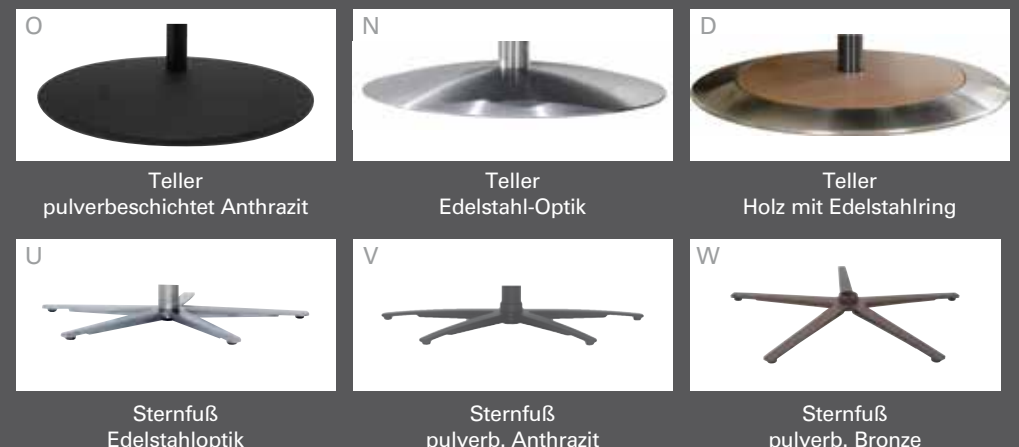 O
N
D
Teller
pulverbeschichtet Anthrazit
Teller
Edelstahl-Optik
Teller
Holz mit Edelstahlring
U
V
W
Sternfuß
Edelstahloptik
Sternfuß
pulverb. Anthrazit
Sternfuß
pulverb. Bronze